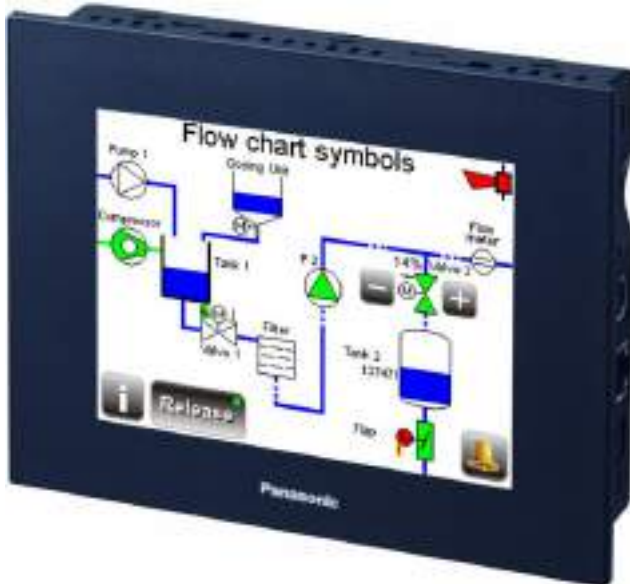 Flow chart symbols
Pump 1
Dosing Unit
Compressor
Tank 1
P 2
54%
Valve 2
Flow
meter
M
Valve 1
Filter
Tank 2
Flap
i
Release
Panasonic